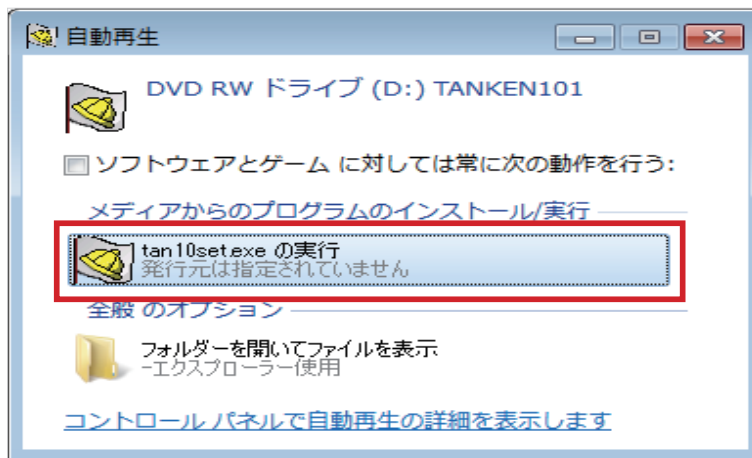 自動再生
DVD RW ドライブ (D:) TANKEN101
ソフトウェアとゲーム に対しては常に次の動作を行う:
メディアからのプログラムのインストール/実行
tan10set.exe の実行
発行元は指定されていません
全般 のオプション
フォルダーを開いてファイルを表示
-エクスプローラー使用
コントロール パネルで自動再生の詳細を表示します